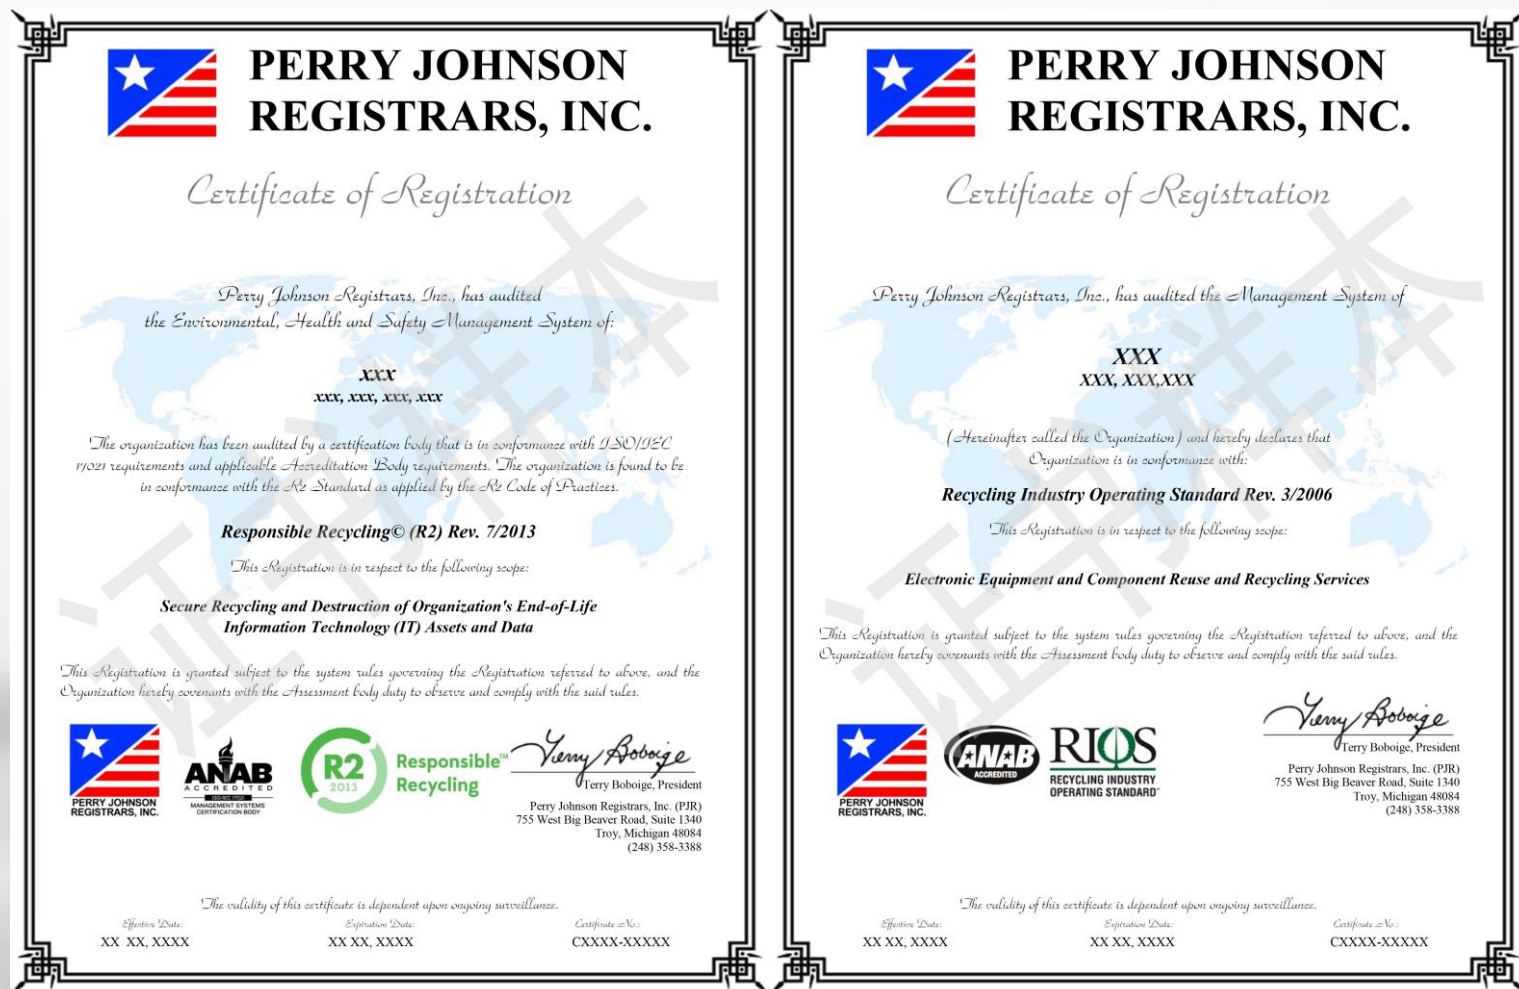 PERRY JOHNSON
REGISTRARS, INC.
Certificate of Registration
Perry Johnson Registrars, Inc., has audited
the Environmental, Health and Safety Management System of:
xxx
xxx, xxx, xxx, xxx
The organization has been audited by a certification body that is in conformance with ISO/IEC
17021 requirements and applicable Accreditation Body requirements. The organization is found to be
in conformance with the R2 Standard as applied by the R2 Code of Practices.
Responsible Recycling© (R2) Rev. 7/2013
This Registration is in respect to the following scope:
Secure Recycling and Destruction of Organization's End-of-Life
Information Technology (IT) Assets and Data
This Registration is granted subject to the system rules governing the Registration referred to above, and the
Organization hereby covenants with the Assessment body duty to observe and comply with the said rules.
PERRY JOHNSON
REGISTRARS, INC.
ANAB
ACCREDITED
ISO/IEC 17021
MANAGEMENT SYSTEMS
CERTIFICATION BODY
R2
2013
Responsible™
Recycling
Terry Boboige
Terry Boboige, President
Perry Johnson Registrars, Inc. (PJR)
755 West Big Beaver Road, Suite 1340
Troy, Michigan 48084
(248) 358-3388
The validity of this certificate is dependent upon ongoing surveillance.
Effective Date: Expiration Date: Certificate No.:
XX XX, XXXX XX XX, XXXX CXXXX-XXXXX
证书样本
PERRY JOHNSON
REGISTRARS, INC.
Certificate of Registration
Perry Johnson Registrars, Inc., has audited the Management System of
XXX
XXX, XXX,XXX
(Hereinafter called the Organization) and hereby declares that
Organization is in conformance with:
Recycling Industry Operating Standard Rev. 3/2006
This Registration is in respect to the following scope:
Electronic Equipment and Component Reuse and Recycling Services
This Registration is granted subject to the system rules governing the Registration referred to above, and the
Organization hereby covenants with the Assessment body duty to observe and comply with the said rules.
PERRY JOHNSON
REGISTRARS, INC.
ANAB
ACCREDITED
RIOS
RECYCLING INDUSTRY
OPERATING STANDARD™
Terry Boboige
Terry Boboige, President
Perry Johnson Registrars, Inc. (PJR)
755 West Big Beaver Road, Suite 1340
Troy, Michigan 48084
(248) 358-3388
The validity of this certificate is dependent upon ongoing surveillance.
Effective Date: Expiration Date: Certificate No.:
XX XX, XXXX XX XX, XXXX CXXXX-XXXXX
证书样本